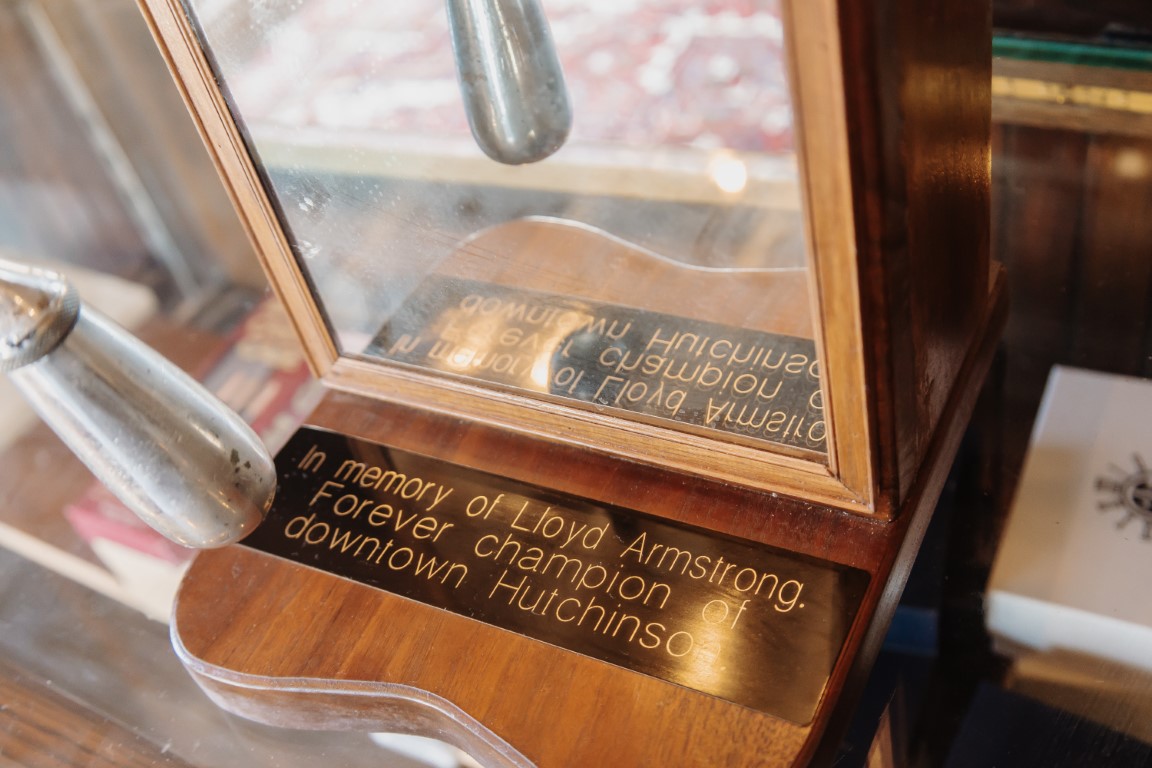 In memory of Lloyd Armstrong.
Forever champion of
downtown Hutchinson